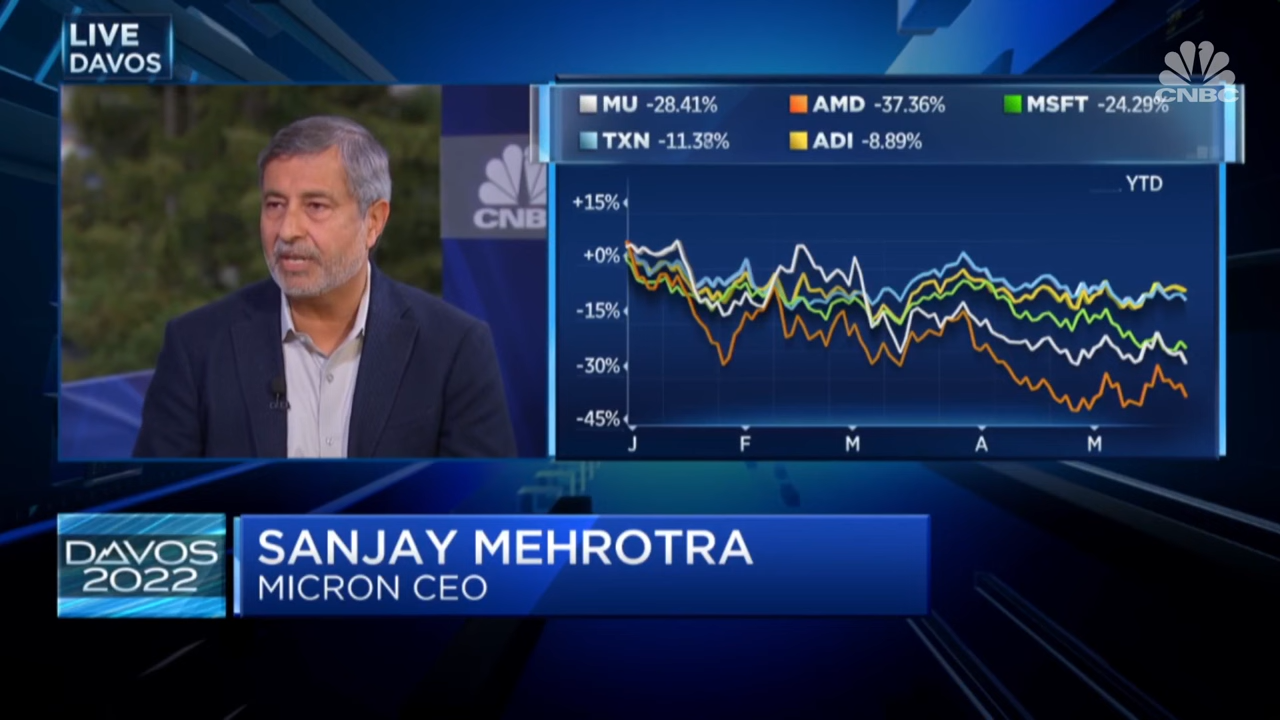 LIVE
DAVOS
CNBC
MU -28.41% AMD -37.36% MSFT -24.29%
TXN -11.38% ADI -8.89%
YTD
+15%
+0%
-15%
-30%
-45%
J F M A M
CNB
DAVOS
2022
SANJAY MEHROTRA
MICRON CEO